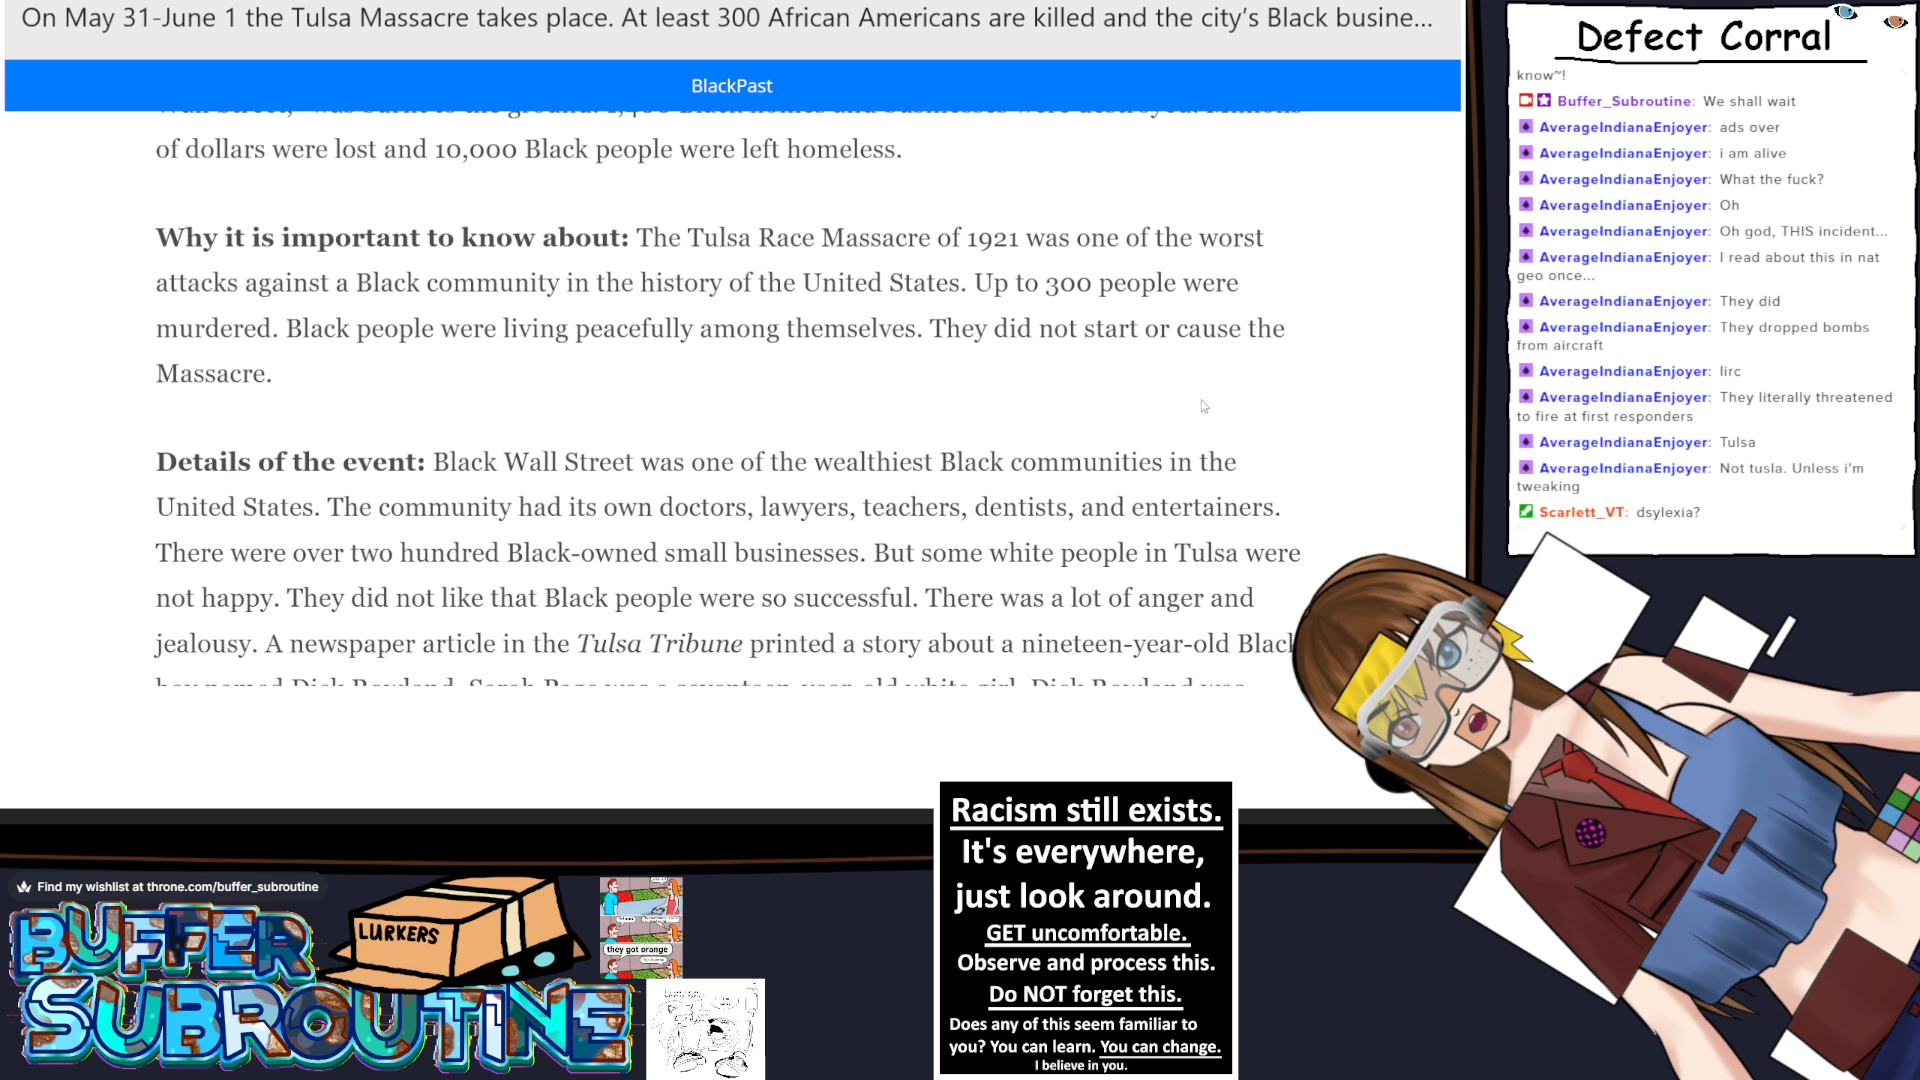 On May 31-June 1 the Tulsa Massacre takes place. At least 300 African Americans are killed and the city's Black busine...
BlackPast
of dollars were lost and 10,000 Black people were left homeless.
Why it is important to know about: The Tulsa Race Massacre of 1921 was one of the worst
attacks against a Black community in the history of the United States. Up to 300 people were
murdered. Black people were living peacefully among themselves. They did not start or cause the
Massacre.
Details of the event: Black Wall Street was one of the wealthiest Black communities in the
United States. The community had its own doctors, lawyers, teachers, dentists, and entertainers.
There were over two hundred Black-owned small businesses. But some white people in Tulsa were
not happy. They did not like that Black people were so successful. There was a lot of anger and
jealousy. A newspaper article in the Tulsa Tribune printed a story about a nineteen-year-old Black
Defect Corral
know~!
Buffer_Subroutine: We shall wait
AverageIndianaEnjoyer: ads over
AverageIndianaEnjoyer: i am alive
AverageIndianaEnjoyer: What the fuck?
AverageIndianaEnjoyer: Oh
AverageIndianaEnjoyer: Oh god, THIS incident...
AverageIndianaEnjoyer: I read about this in nat
geo once...
AverageIndianaEnjoyer: They did
AverageIndianaEnjoyer: They dropped bombs
from aircraft
AverageIndianaEnjoyer: Iirc
AverageIndianaEnjoyer: They literally threatened
to fire at first responders
AverageIndianaEnjoyer: Tulsa
AverageIndianaEnjoyer: Not tusla. Unless i'm
tweaking
Scarlett_VT: dsylexia?
Find my wishlist at throne.com/buffer_subroutine
BUFFER
SUBROUTINE
LURKERS
they got orange
Racism still exists.
It's everywhere,
just look around.
GET uncomfortable.
Observe and process this.
Do NOT forget this.
Does any of this seem familiar to
you? You can learn. You can change.
I believe in you.